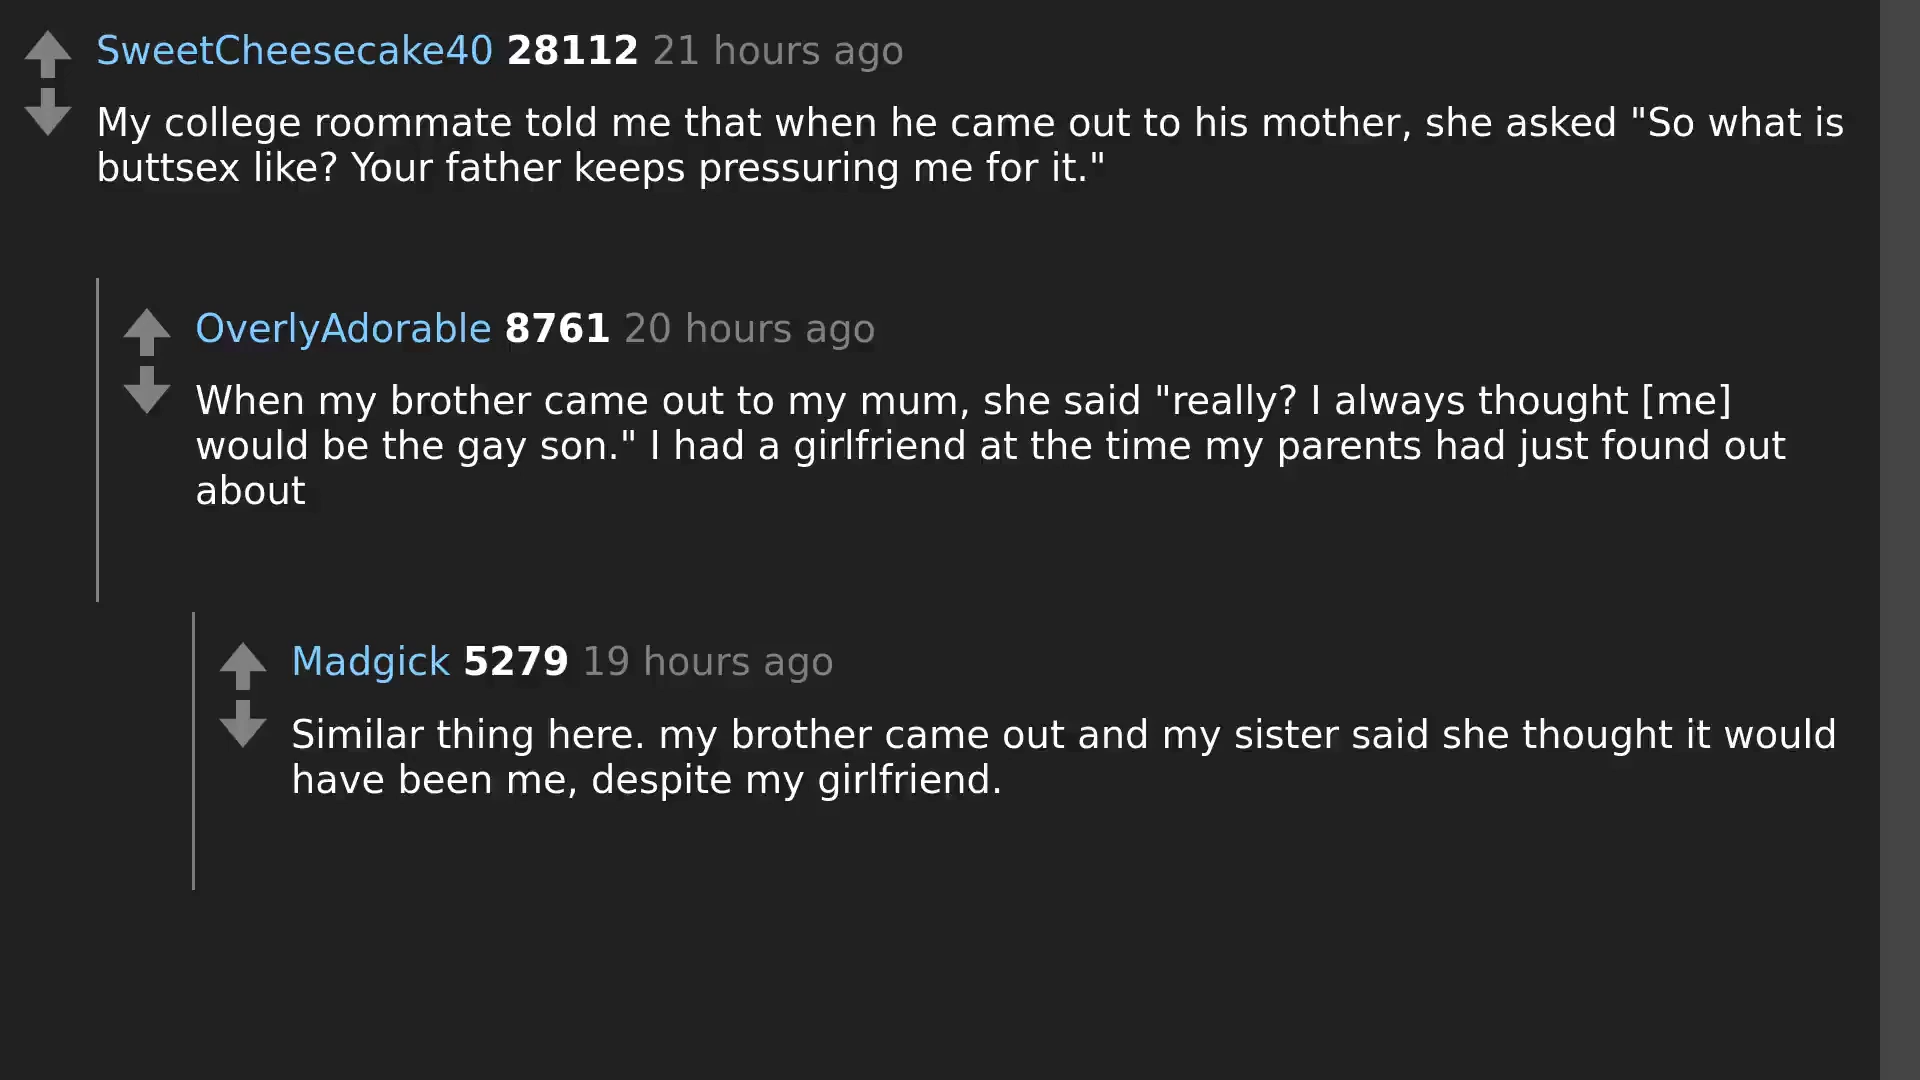 SweetCheesecake40 28112 21 hours ago
My college roommate told me that when he came out to his mother, she asked "So what is
buttsex like? Your father keeps pressuring me for it."
OverlyAdorable 8761 20 hours ago
When my brother came out to my mum, she said "really? I always thought [me]
would be the gay son." I had a girlfriend at the time my parents had just found out
about
Madgick 5279 19 hours ago
Similar thing here. my brother came out and my sister said she thought it would
have been me, despite my girlfriend.